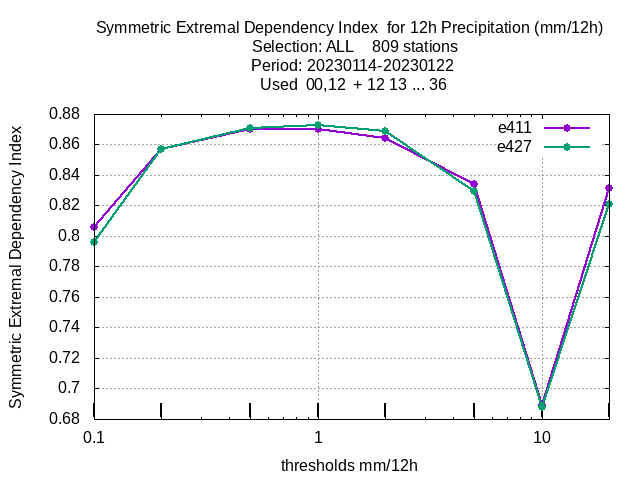 Symmetric Extremal Dependency Index  for 12h Precipitation (mm/12h)
Selection: ALL    809 stations
Period: 20230114-20230122
Used  00,12  + 12 13 ... 36
Symmetric Extremal Dependency Index
0.88
0.86
0.84
0.82
0.8
0.78
0.76
0.74
0.72
0.7
0.68
e411
e427
0.1
1
10
thresholds mm/12h